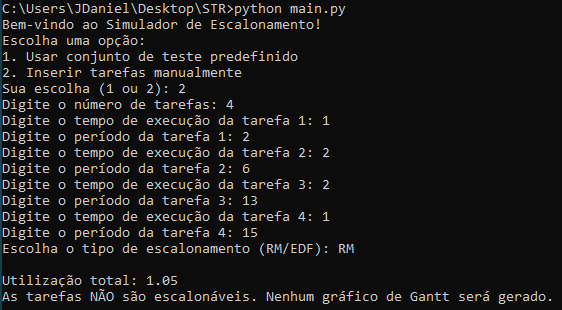 C:\Users\JDaniel\Desktop\STR>python main.py
Bem-vindo ao Simulador de Escalonamento!
Escolha uma opção:
1. Usar conjunto de teste predefinido
2. Inserir tarefas manualmente
Sua escolha (1 ou 2): 2
Digite o número de tarefas: 4
Digite o tempo de execução da tarefa 1: 1
Digite o período da tarefa 1: 2
Digite o tempo de execução da tarefa 2: 2
Digite o período da tarefa 2: 6
Digite o tempo de execução da tarefa 3: 2
Digite o período da tarefa 3: 13
Digite o tempo de execução da tarefa 4: 1
Digite o período da tarefa 4: 15
Escolha o tipo de escalonamento (RM/EDF): RM
Utilização total: 1.05
As tarefas NÃO são escalonáveis. Nenhum gráfico de Gantt será gerado.